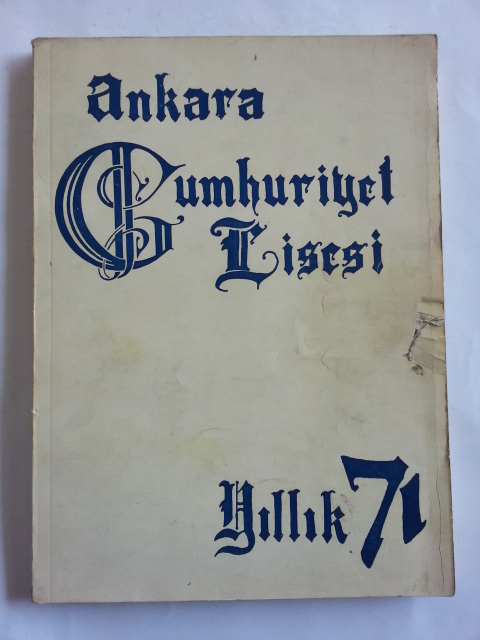 Ankara
Cumhuriyet
Lisesi
Yıllık 71